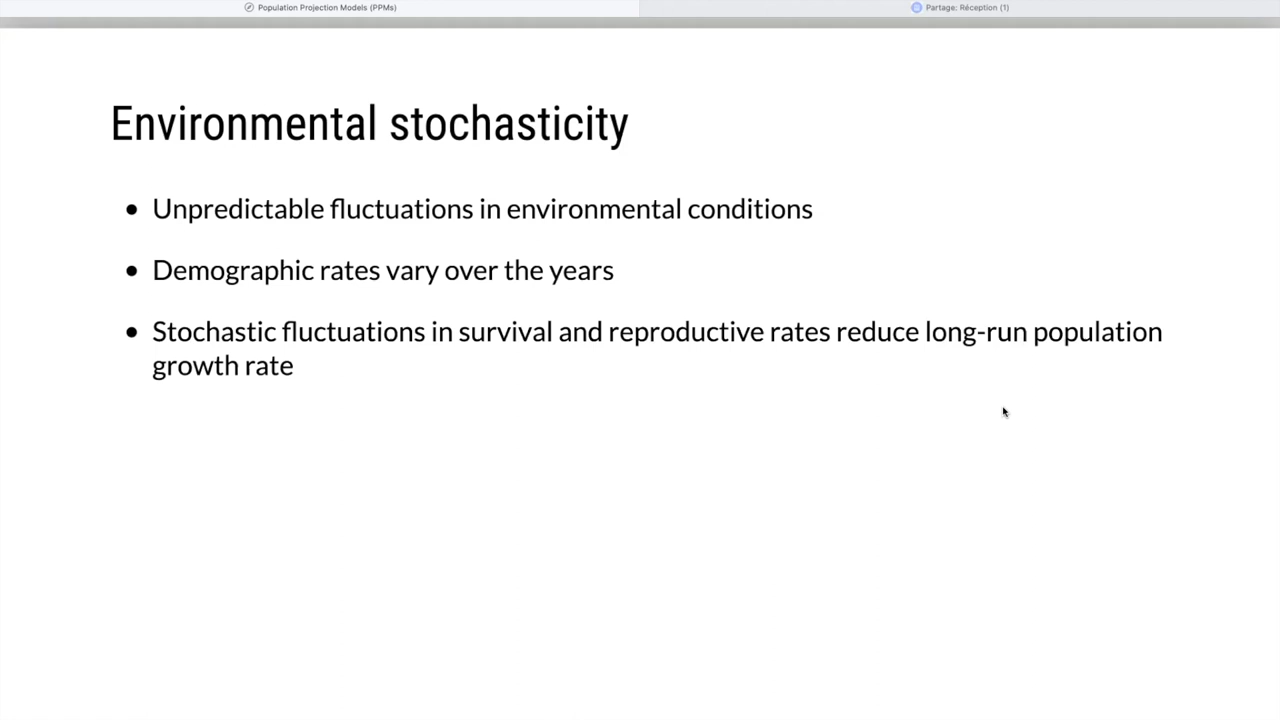 Population Projection Models (PPMs)
Partage: Réception (1)
Environmental stochasticity
• Unpredictable fluctuations in environmental conditions
• Demographic rates vary over the years
• Stochastic fluctuations in survival and reproductive rates reduce long-run population
growth rate